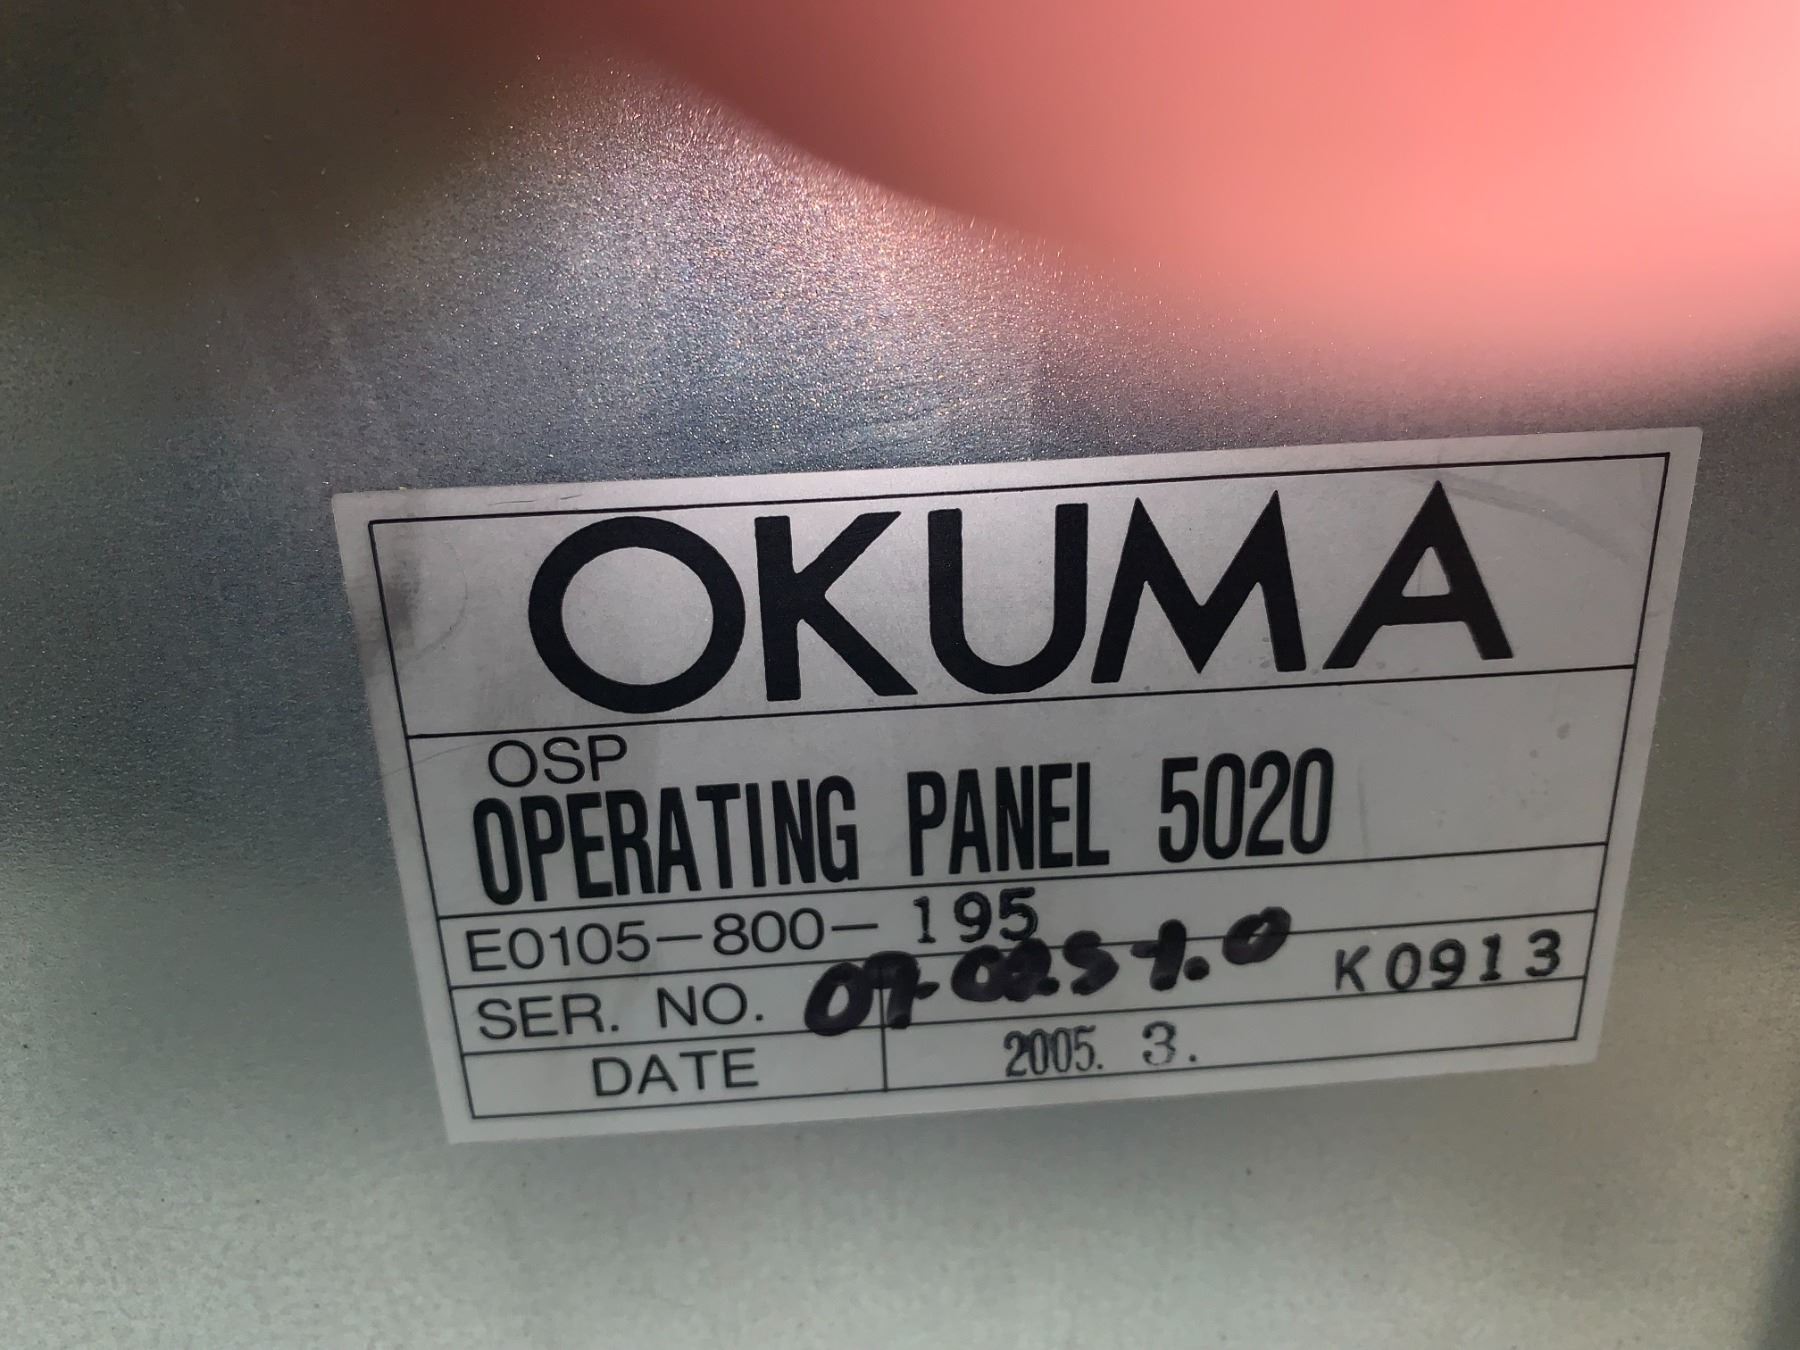 OKUMA
OSP
OPERATING PANEL 5020
E0105-800-195
SER. NO. K0913
DATE 2005. 3.